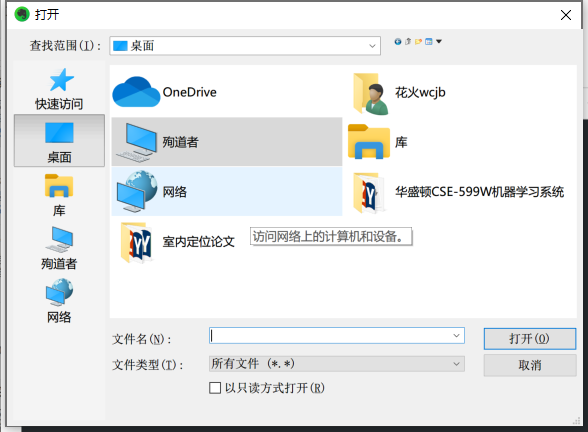 打开
查找范围(I):
桌面
快速访问
桌面
库
殉道者
网络
OneDrive
花火wcjb
殉道者
库
网络
华盛顿CSE-599W机器学习系统
室内定位论文
访问网络上的计算机和设备。
文件名(N):
打开(O)
文件类型(T):
所有文件 (*.*)
取消
以只读方式打开(R)